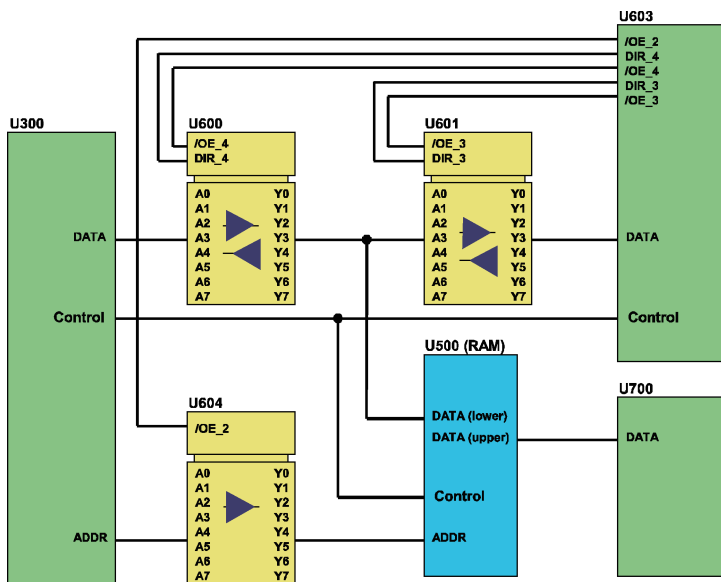 U603
/OE_2
DIR_4
/OE_4
DIR_3
/OE_3
DATA
Control
U300
DATA
Control
ADDR
U600
/OE_4
DIR_4
A0 Y0
A1 Y1
A2 Y2
A3 Y3
A4 Y4
A5 Y5
A6 Y6
A7 Y7
U601
/OE_3
DIR_3
A0 Y0
A1 Y1
A2 Y2
A3 Y3
A4 Y4
A5 Y5
A6 Y6
A7 Y7
U500 (RAM)
DATA (lower)
DATA (upper)
Control
ADDR
U700
DATA
U604
/OE_2
A0 Y0
A1 Y1
A2 Y2
A3 Y3
A4 Y4
A5 Y5
A6 Y6
A7 Y7